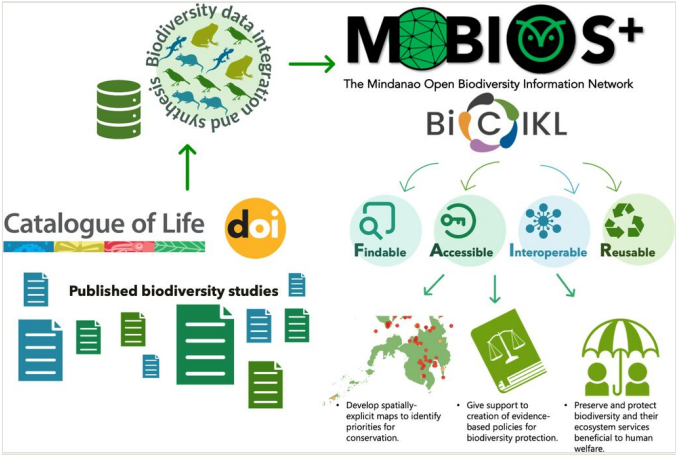 Biodiversity data integration
and synthesis
MOBIOS+
The Mindanao Open Biodiversity Information Network
BiCIKL
Catalogue of Life
doi
Findable
Accessible
Interoperable
Reusable
Published biodiversity studies
• Develop spatially-
explicit maps to identify
priorities for
conservation.
• Give support to
creation of evidence-
based policies for
biodiversity protection.
• Preserve and protect
biodiversity and their
ecosystem services
beneficial to human
welfare.